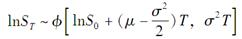 lnS_T ~ ϕ[lnS_0 + (μ − σ²/2)T, σ²T]